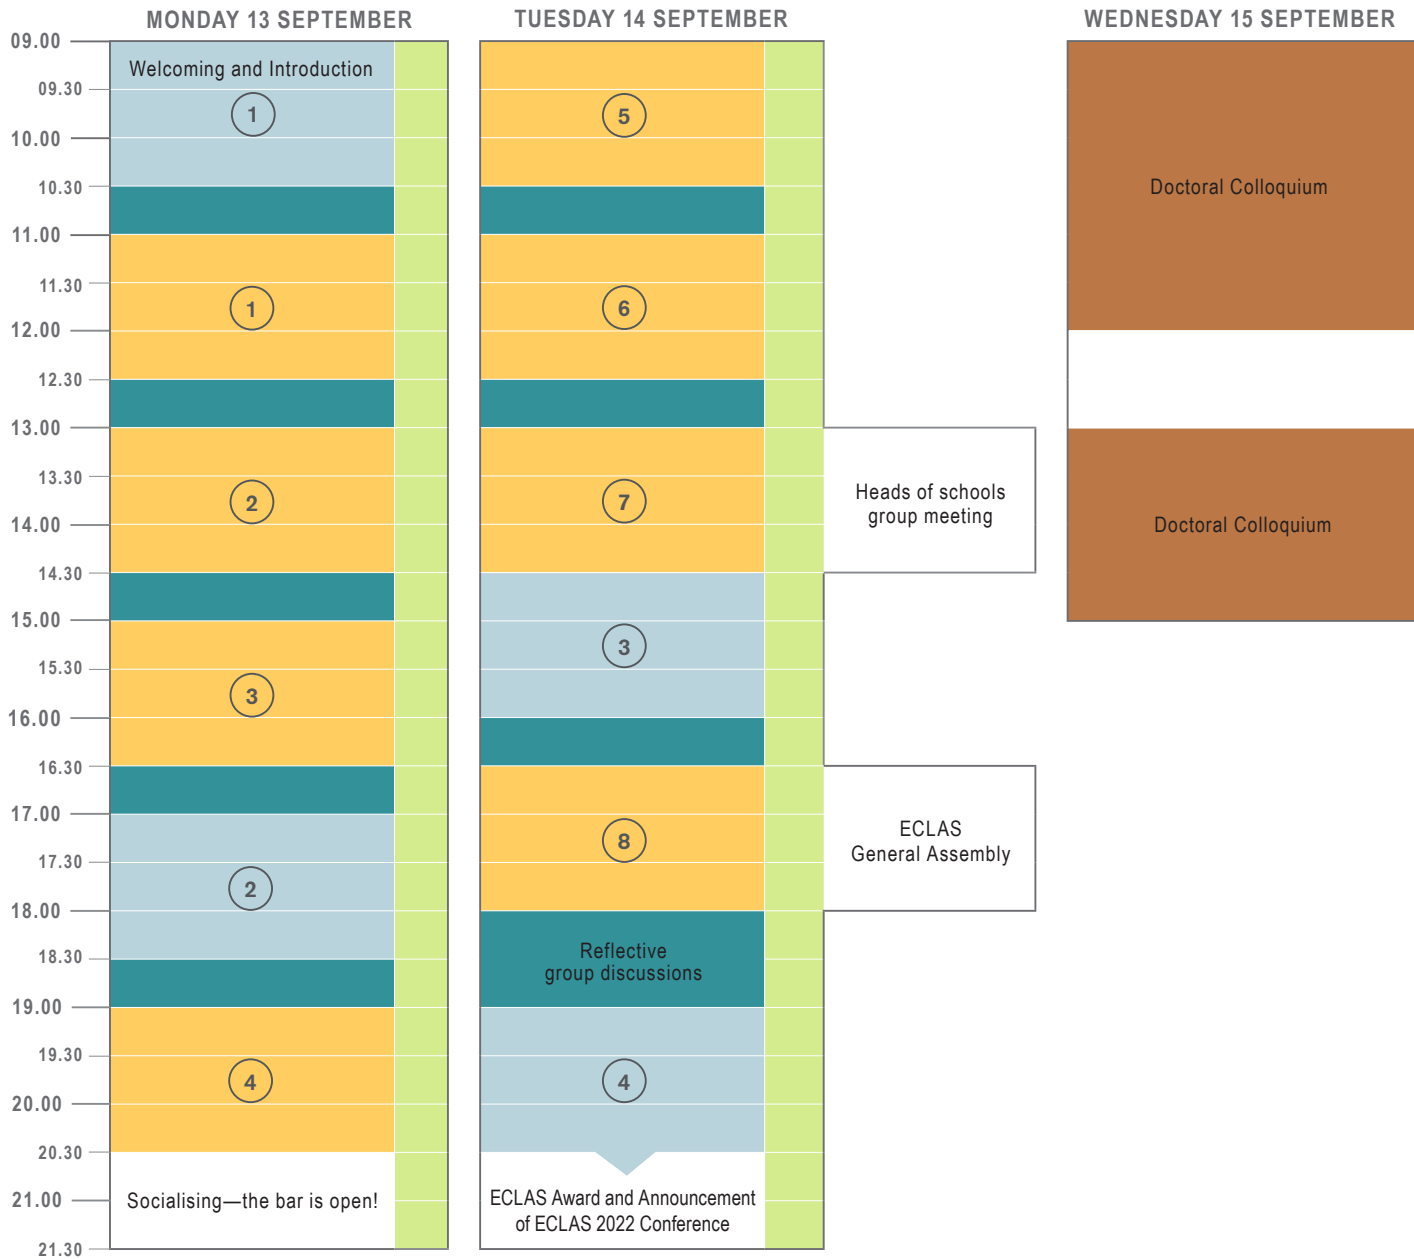 MONDAY 13 SEPTEMBER
TUESDAY 14 SEPTEMBER
WEDNESDAY 15 SEPTEMBER
09.00
09.30
10.00
10.30
11.00
11.30
12.00
12.30
13.00
13.30
14.00
14.30
15.00
15.30
16.00
16.30
17.00
17.30
18.00
18.30
19.00
19.30
20.00
20.30
21.00
21.30
Welcoming and Introduction
1
1
2
3
2
4
Socialising—the bar is open!
5
6
7
3
8
Reflective
group discussions
4
ECLAS Award and Announcement
of ECLAS 2022 Conference
Heads of schools
group meeting
ECLAS
General Assembly
Doctoral Colloquium
Doctoral Colloquium